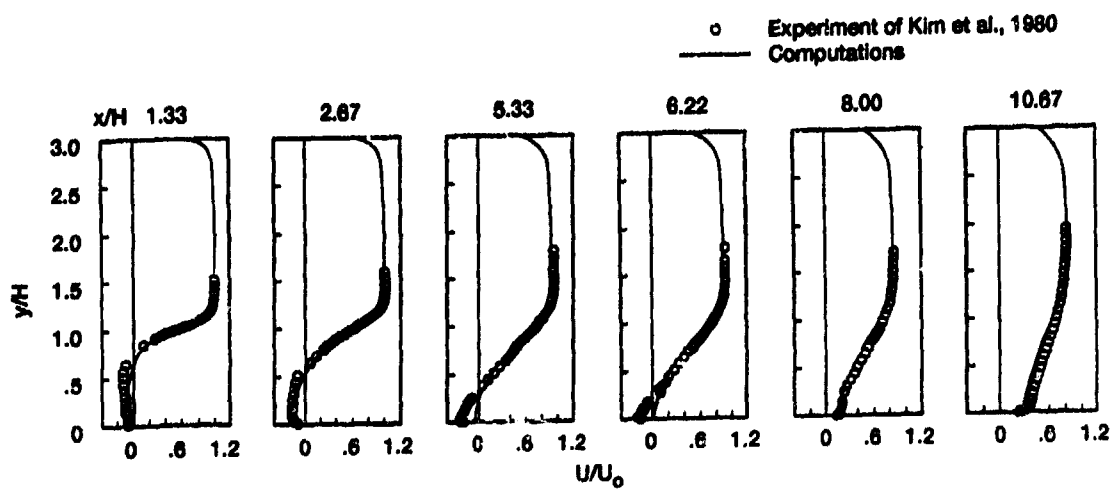 Experiment of Kim et al., 1980
Computations
x/H 1.33 2.67 5.33 6.22 8.00 10.67
3.0
2.5
2.0
1.5
1.0
.5
0
y/H
0 .6 1.2 0 .6 1.2 0 .6 1.2 0 .6 1.2 0 .6 1.2 0 .6 1.2
U/Uo